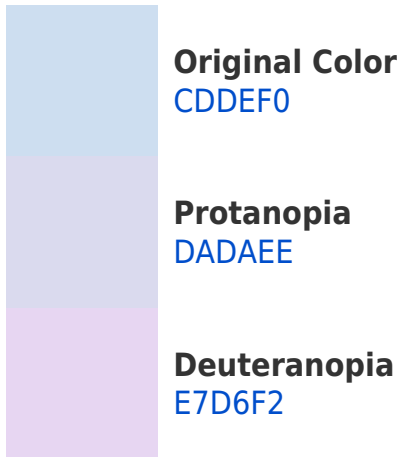 Original Color
CDDEF0
Protanopia
DADAEE
Deuteranopia
E7D6F2